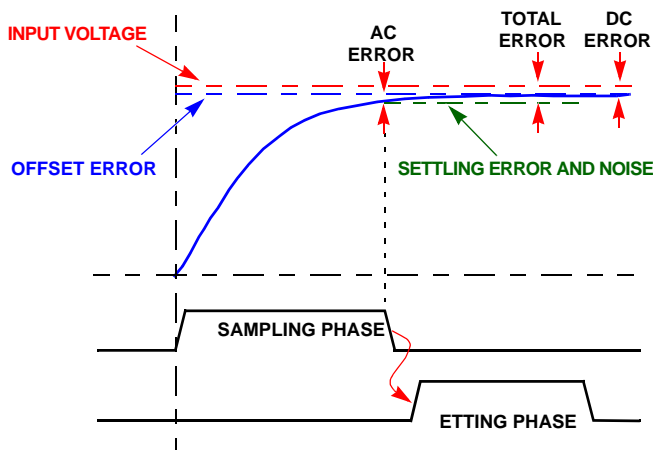 INPUT VOLTAGE
AC
ERROR
TOTAL
ERROR
DC
ERROR
OFFSET ERROR
SETTLING ERROR AND NOISE
SAMPLING PHASE
ETTING PHASE